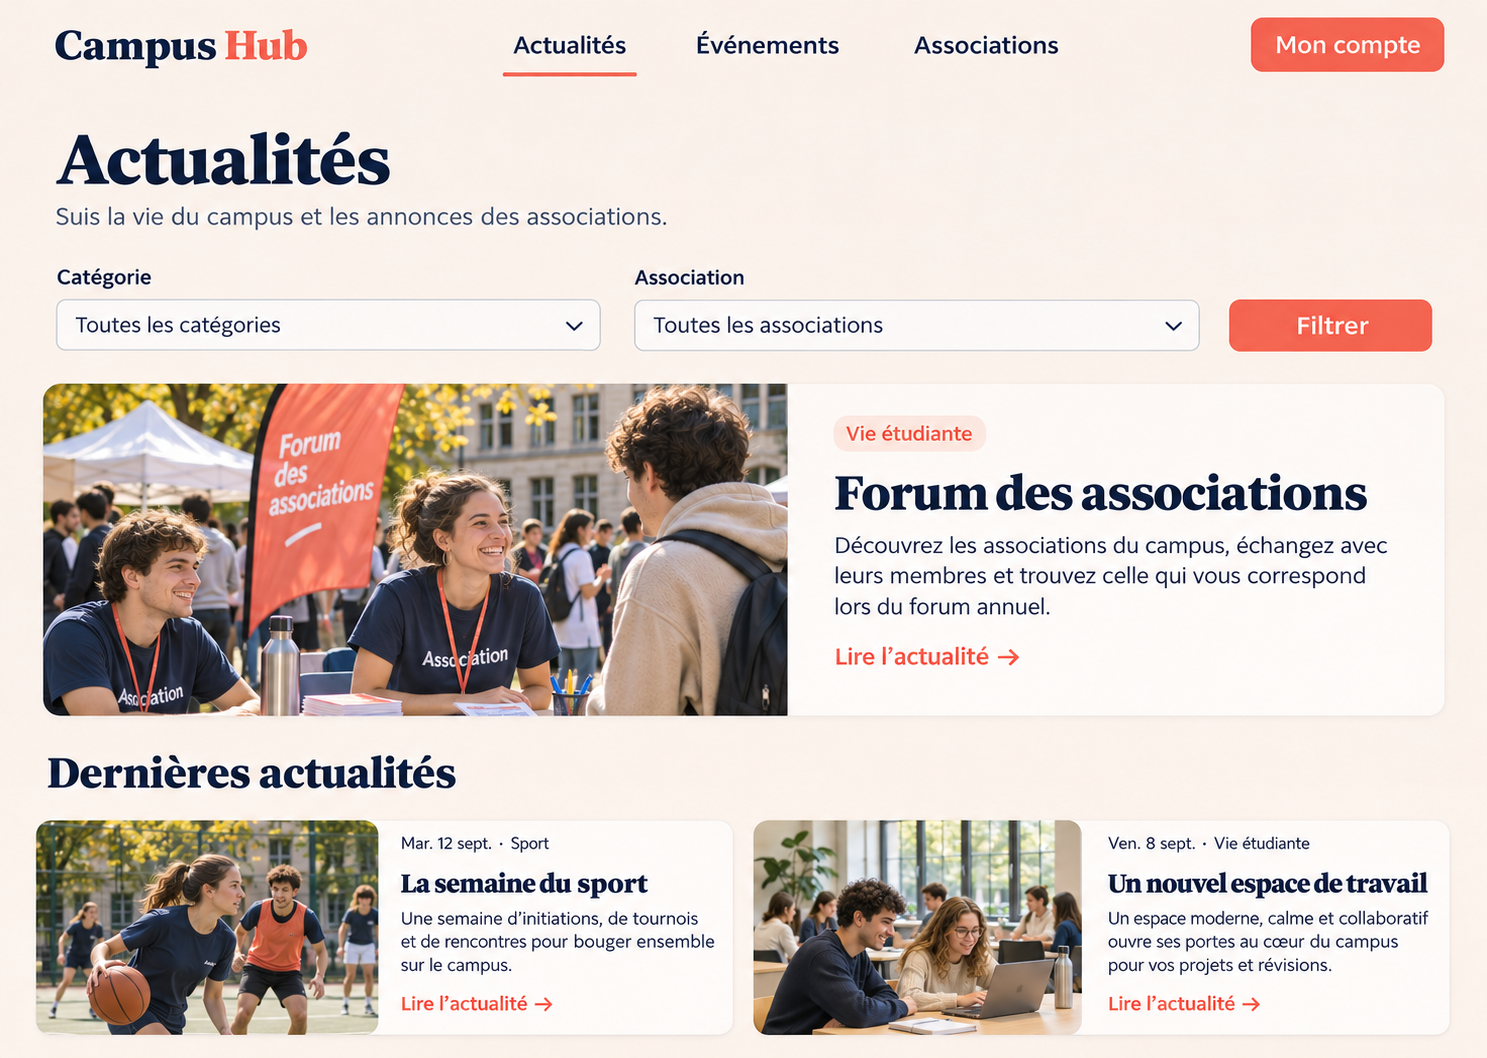 Campus Hub
Actualités
Événements
Associations
Mon compte
Actualités
Suis la vie du campus et les annonces des associations.
Catégorie
Toutes les catégories
Association
Toutes les associations
Filtrer
Forum
des
associations
Association
Association
Vie étudiante
Forum des associations
Découvrez les associations du campus, échangez avec
leurs membres et trouvez celle qui vous correspond
lors du forum annuel.
Lire l’actualité →
Dernières actualités
Mar. 12 sept. · Sport
La semaine du sport
Une semaine d’initiations, de tournois
et de rencontres pour bouger ensemble
sur le campus.
Lire l’actualité →
Ven. 8 sept. · Vie étudiante
Un nouvel espace de travail
Un espace moderne, calme et collaboratif
ouvre ses portes au cœur du campus
pour vos projets et révisions.
Lire l’actualité →